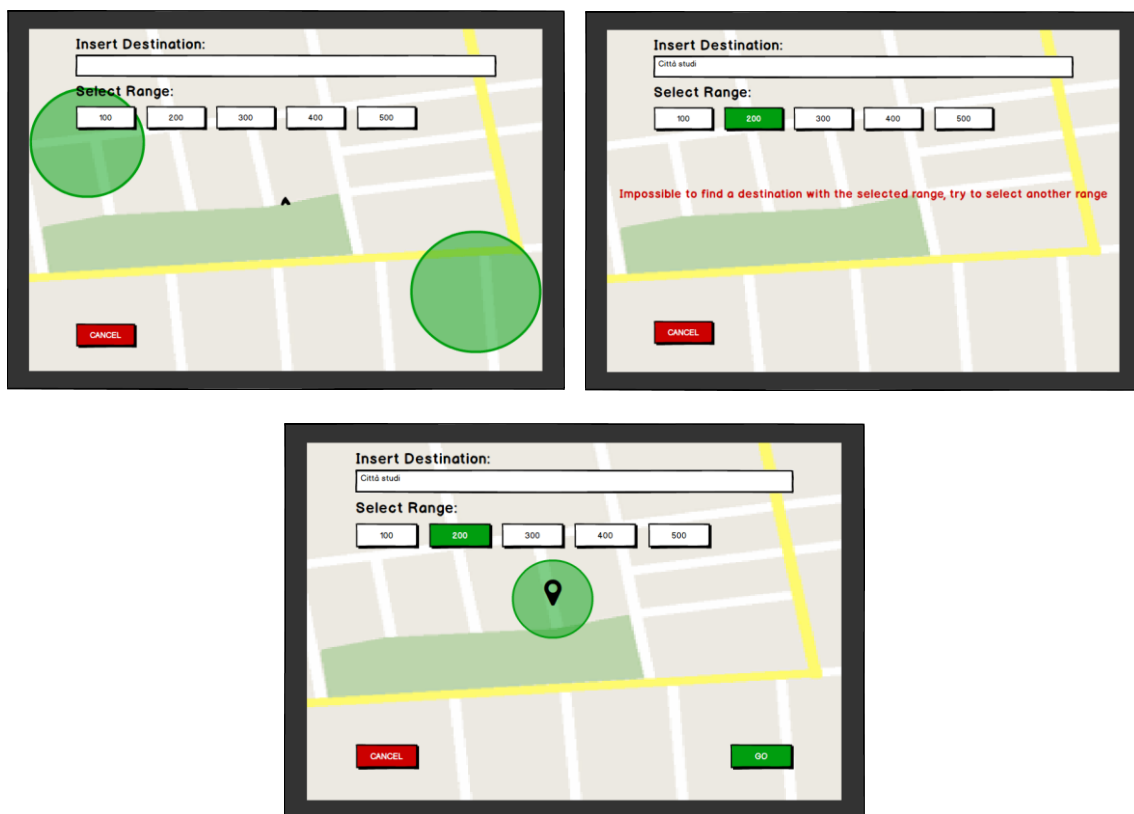 Insert Destination:
Select Range:
100 200 300 400 500
CANCEL
Insert Destination:
Città studi
Select Range:
100 200 300 400 500
Impossible to find a destination with the selected range, try to select another range
CANCEL
Insert Destination:
Città studi
Select Range:
100 200 300 400 500
CANCEL GO